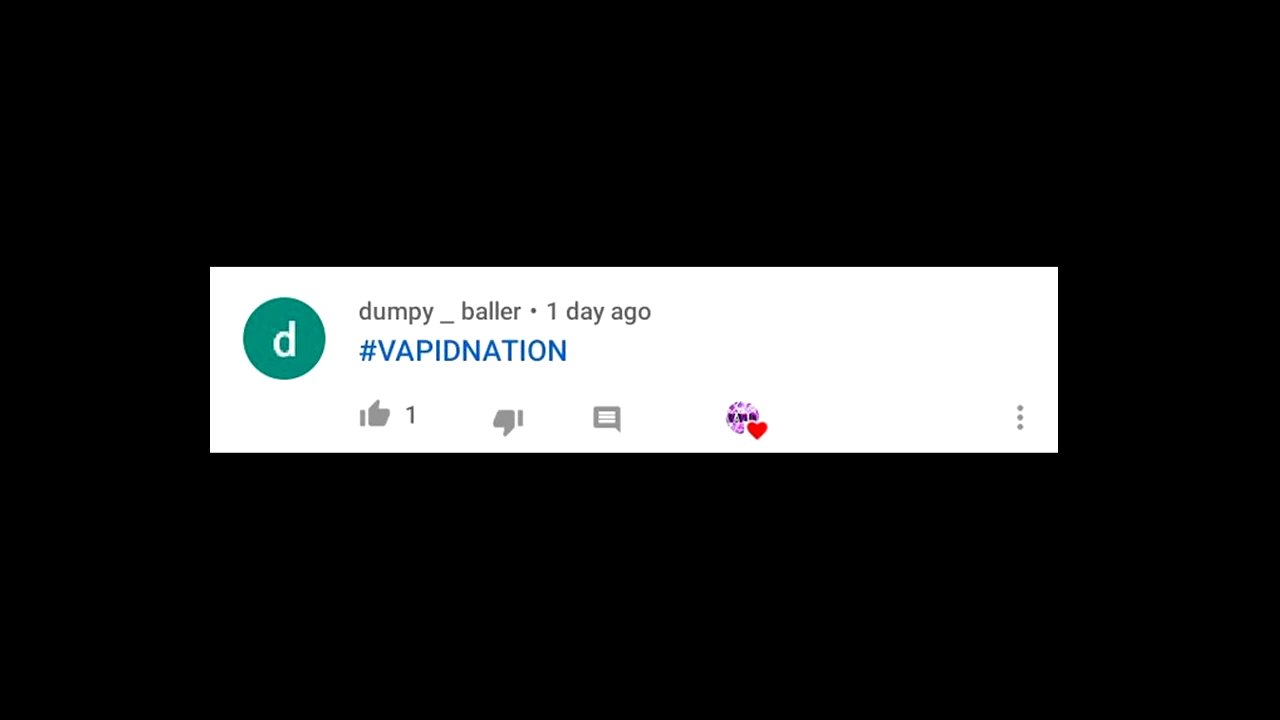 d
dumpy _ baller • 1 day ago
#VAPIDNATION
1